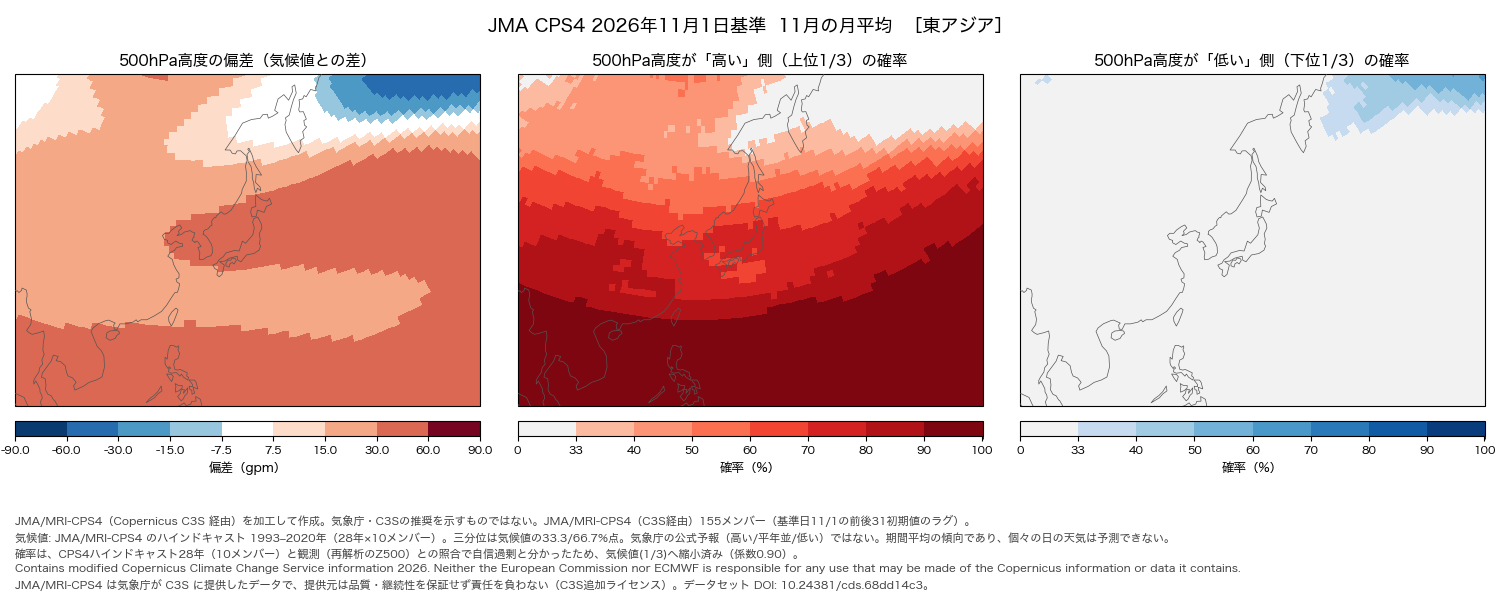 JMA CPS4 2026年11月1日基準 11月の月平均 ［東アジア］
500hPa高度の偏差（気候値との差）
500hPa高度が「高い」側（上位1/3）の確率
500hPa高度が「低い」側（下位1/3）の確率
-90.0 -60.0 -30.0 -15.0 -7.5 7.5 15.0 30.0 60.0 90.0
偏差（gpm）
0 33 40 50 60 70 80 90 100
確率（%）
0 33 40 50 60 70 80 90 100
確率（%）
JMA/MRI-CPS4（Copernicus C3S 経由）を加工して作成。気象庁・C3Sの推奨を示すものではない。JMA/MRI-CPS4（C3S経由）155メンバー（基準日11/1の前後31初期値のラグ）。
気候値: JMA/MRI-CPS4 のハインドキャスト 1993–2020年（28年×10メンバー）。三分位は気候値の33.3/66.7%点。気象庁の公式予報（高い/平年並/低い）ではない。期間平均の傾向であり、個々の日の天気は予測できない。
確率は、CPS4ハインドキャスト28年（10メンバー）と観測（再解析のZ500）との照合で自信過剰と分かったため、気候値(1/3)へ縮小済み（係数0.90）。
Contains modified Copernicus Climate Change Service information 2026. Neither the European Commission nor ECMWF is responsible for any use that may be made of the Copernicus information or data it contains.
JMA/MRI-CPS4 は気象庁が C3S に提供したデータで、提供元は品質・継続性を保証せず責任を負わない（C3S追加ライセンス）。データセット DOI: 10.24381/cds.68dd14c3。